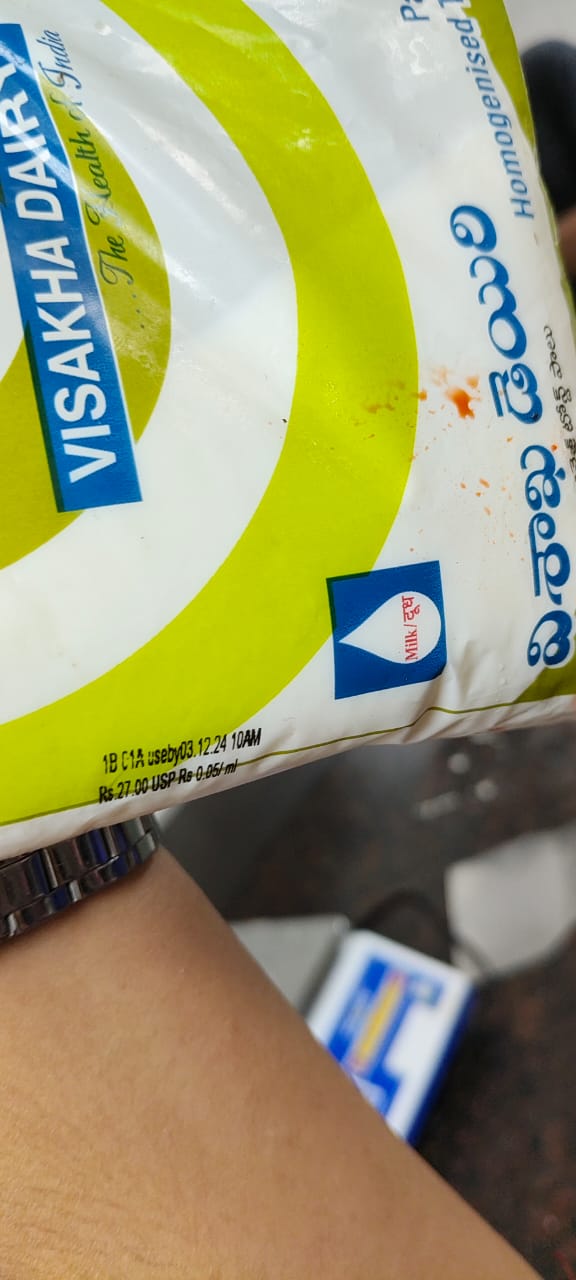 VISAKHA DAIRY
....The Health of India
Homogenised
విశాఖ డెయిరి
Milk/दूध
1B C1A useby03.12.24 10AM
Rs.27.00 USP Rs 0.05/ml